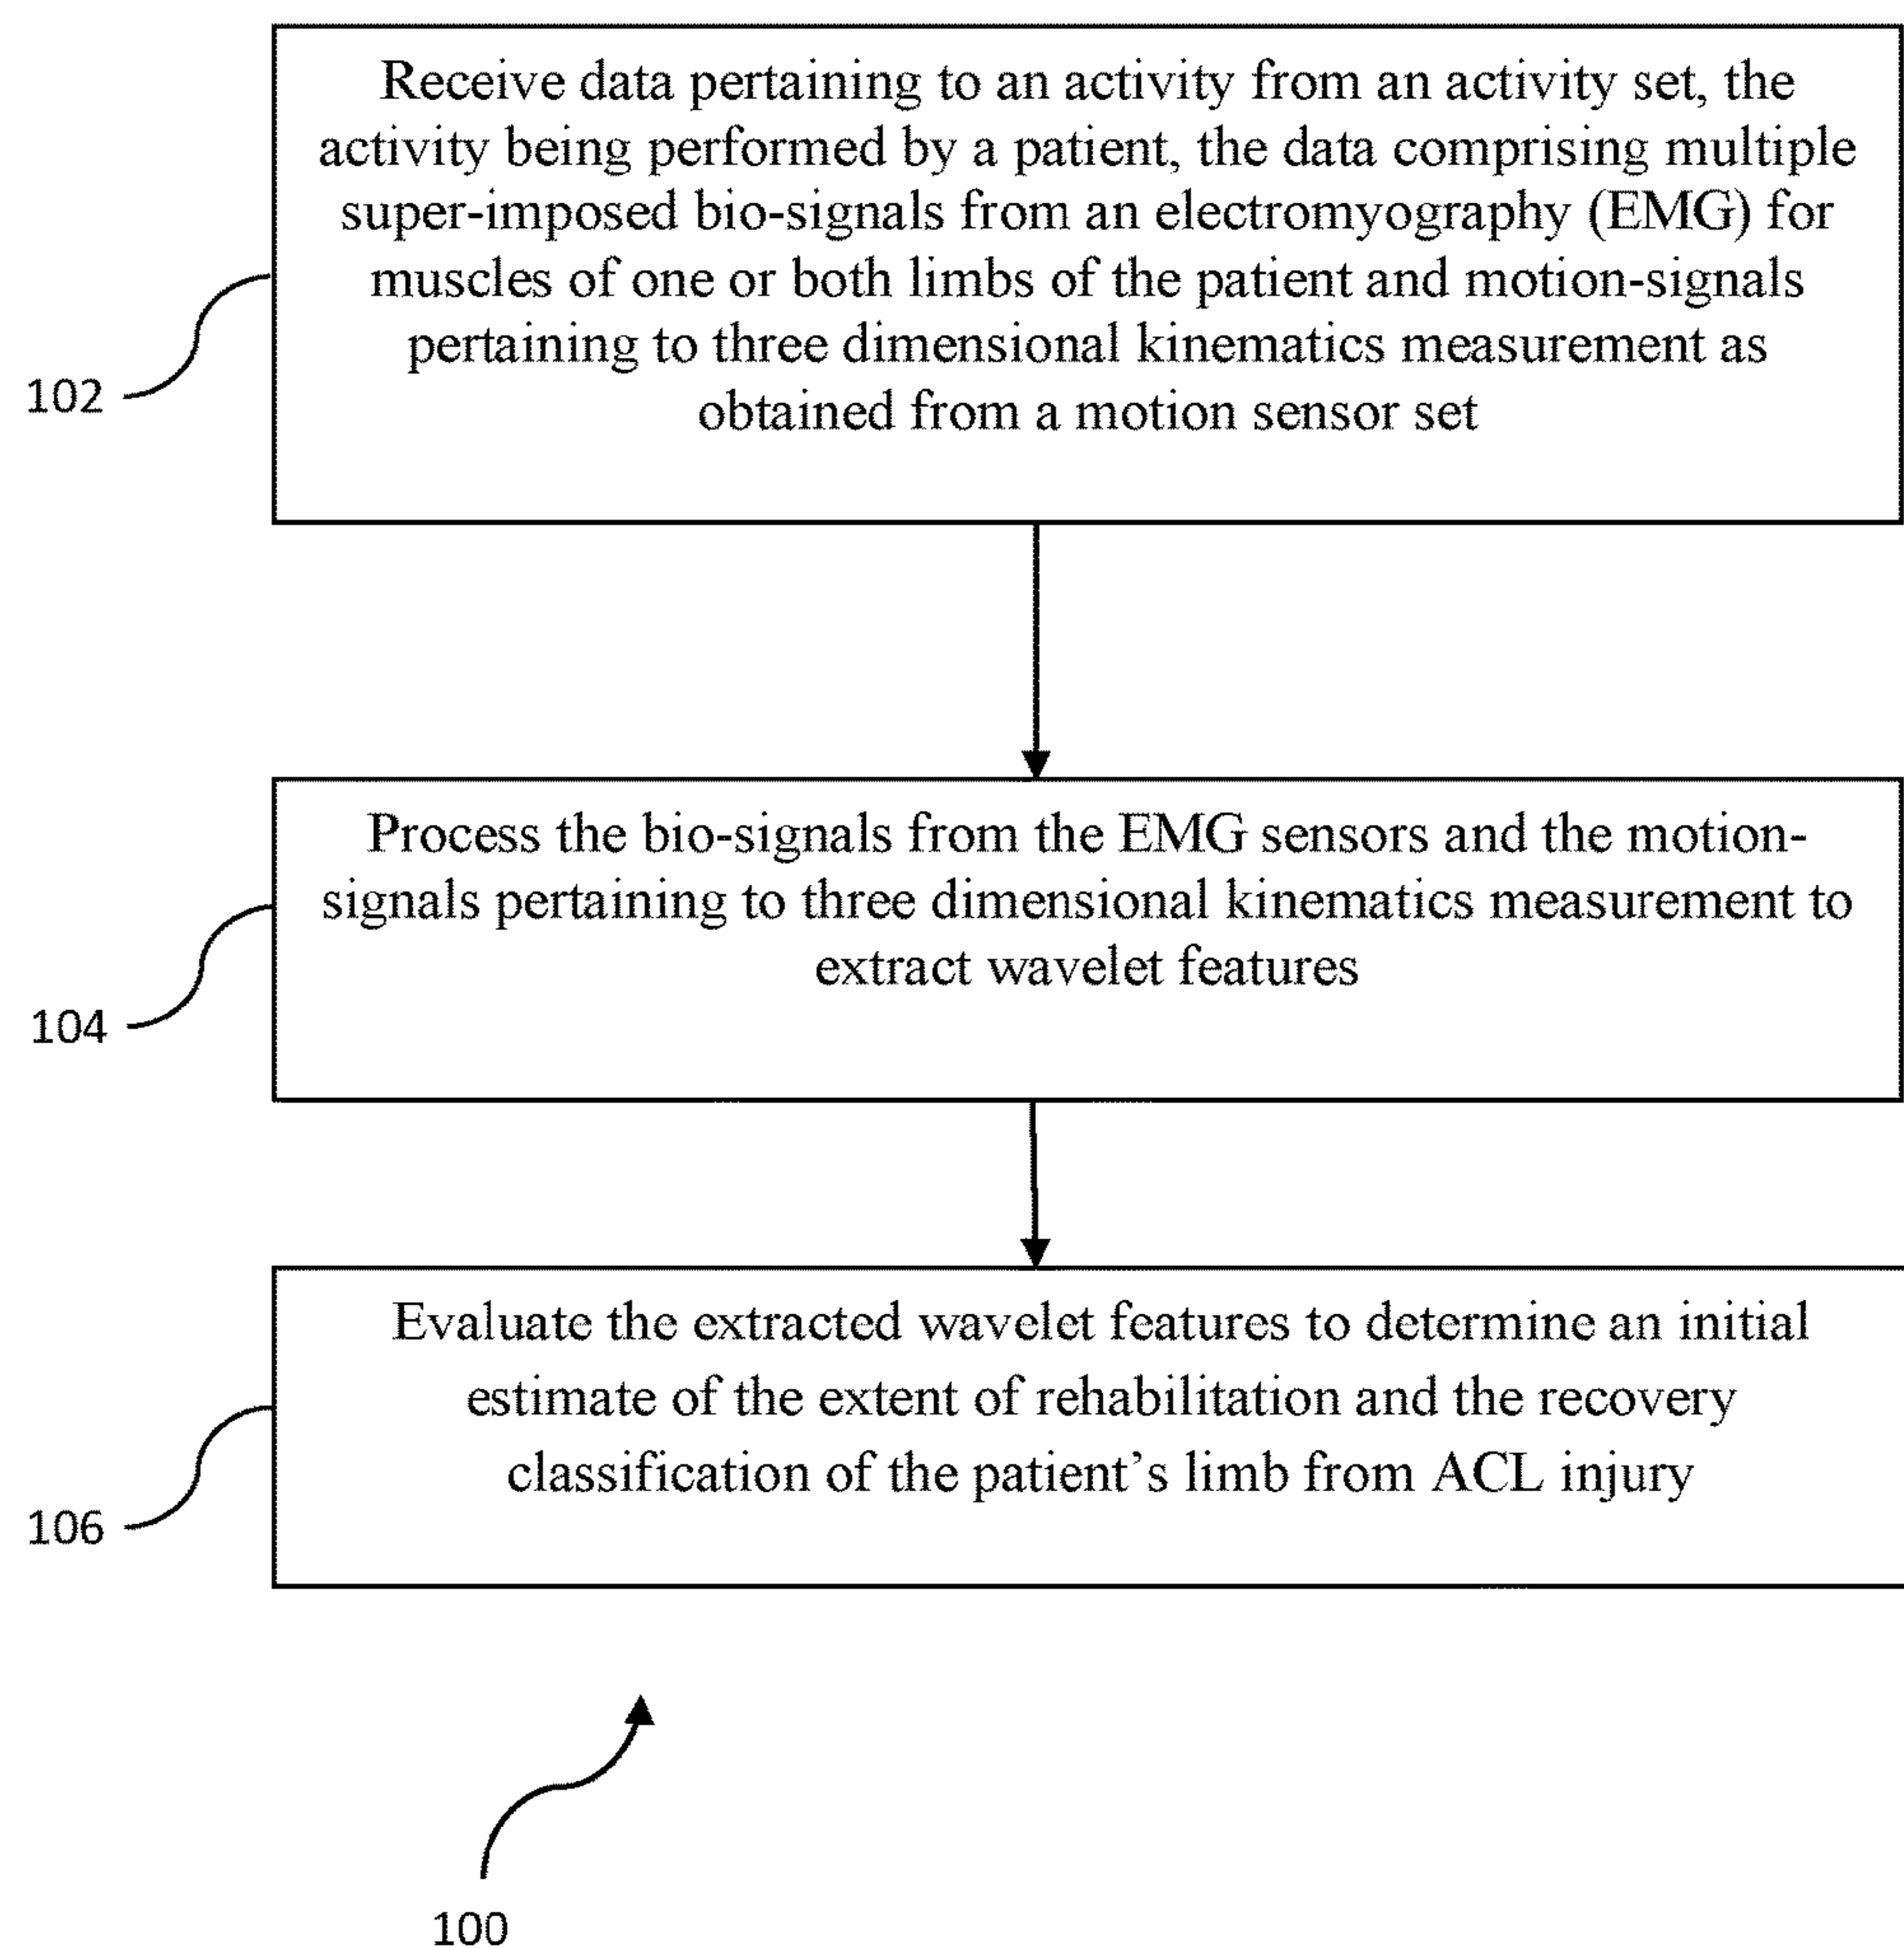 Receive data pertaining to an activity from an activity set, the
activity being performed by a patient, the data comprising multiple
super-imposed bio-signals from an electromyography (EMG) for
muscles of one or both limbs of the patient and motion-signals
pertaining to three dimensional kinematics measurement as
obtained from a motion sensor set
102
Process the bio-signals from the EMG sensors and the motion-
signals pertaining to three dimensional kinematics measurement to
extract wavelet features
104
Evaluate the extracted wavelet features to determine an initial
estimate of the extent of rehabilitation and the recovery
classification of the patient’s limb from ACL injury
106
100